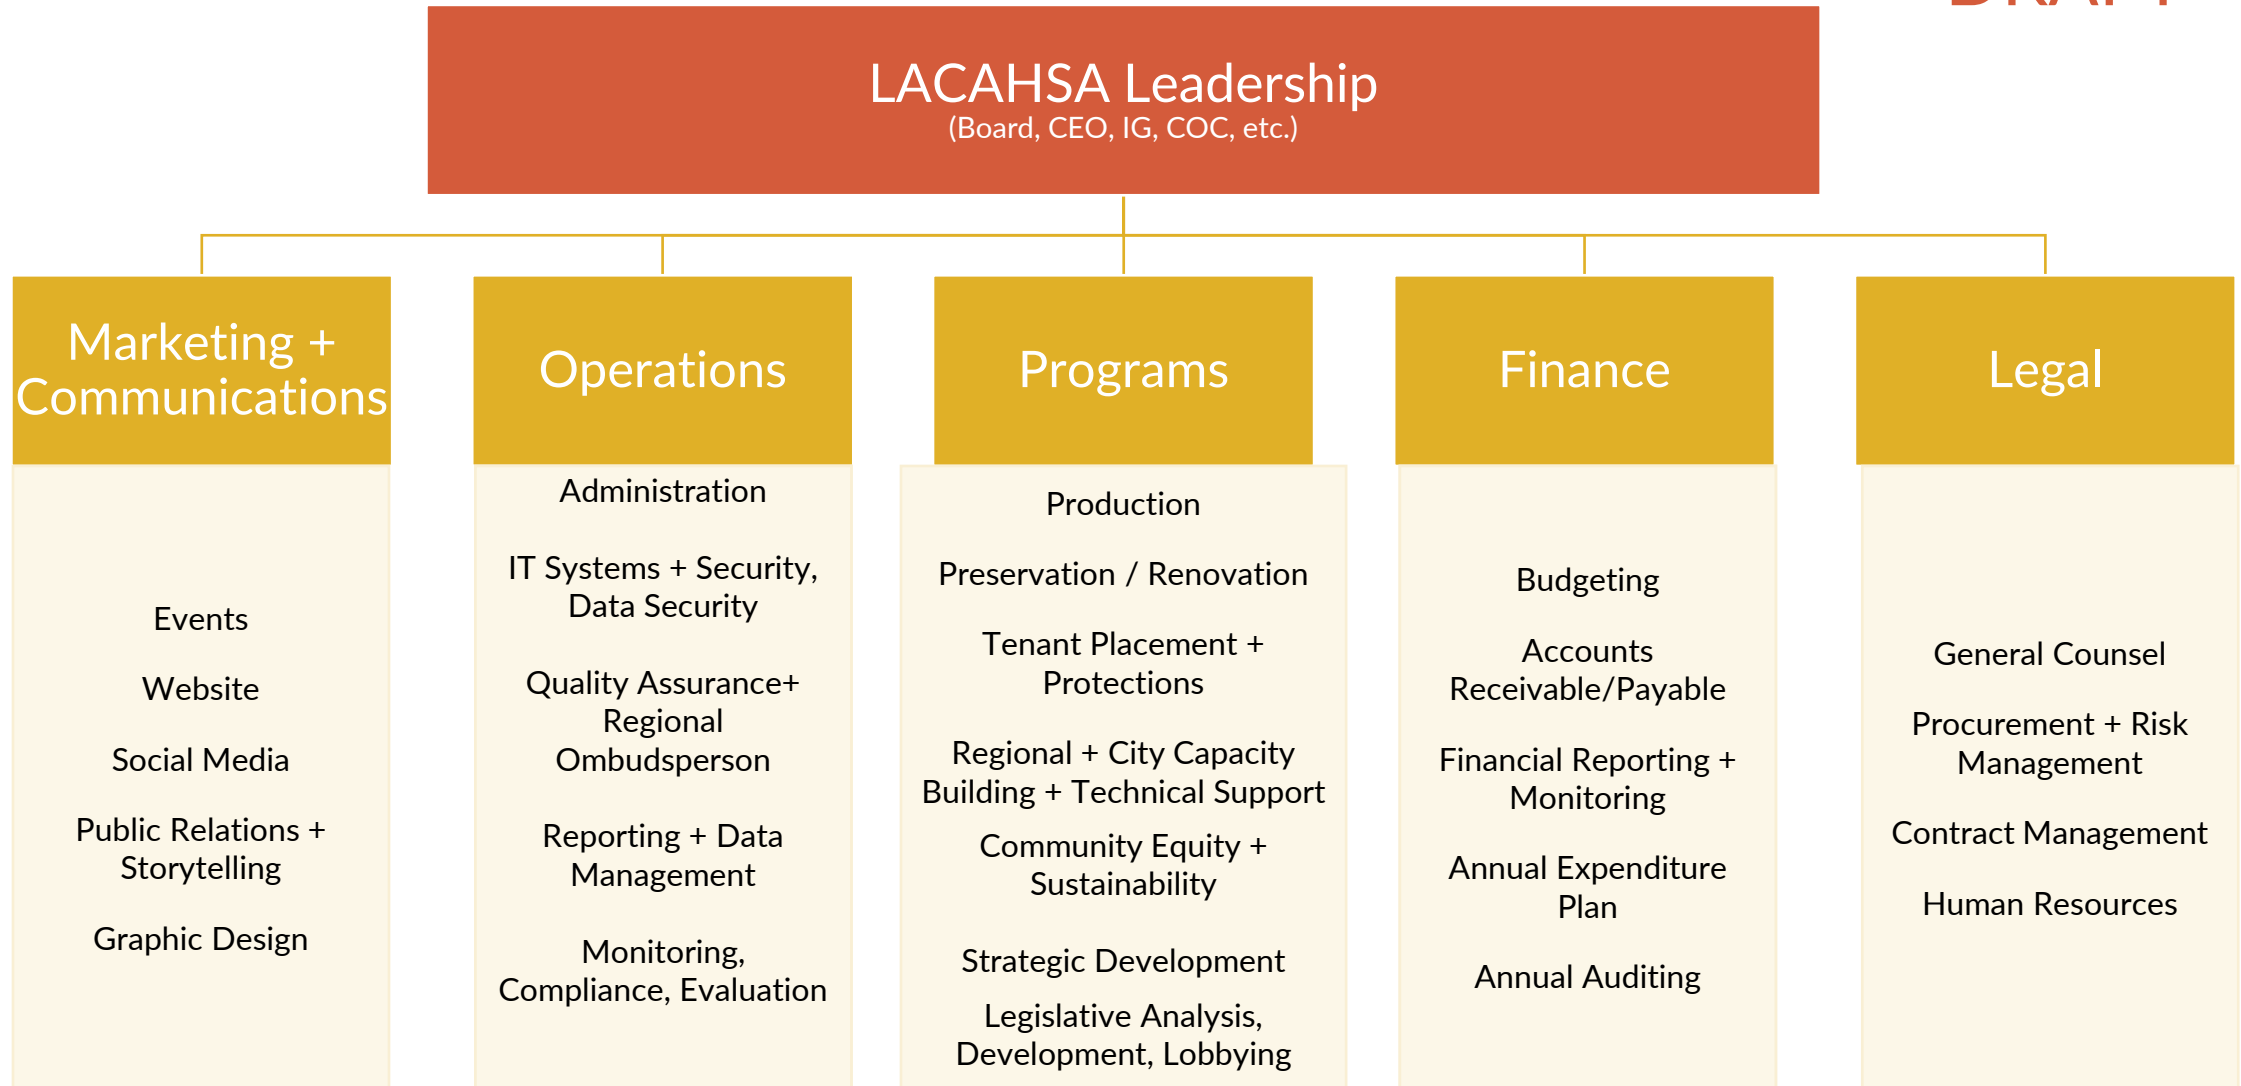 LACAHSA Leadership
(Board, CEO, IG, COC, etc.)
Marketing +
Communications
Events
Website
Social Media
Public Relations +
Storytelling
Graphic Design
Operations
Administration
IT Systems + Security,
Data Security
Quality Assurance+
Regional
Ombudsperson
Reporting + Data
Management
Monitoring,
Compliance, Evaluation
Programs
Production
Preservation / Renovation
Tenant Placement +
Protections
Regional + City Capacity
Building + Technical Support
Community Equity +
Sustainability
Strategic Development
Legislative Analysis,
Development, Lobbying
Finance
Budgeting
Accounts
Receivable/Payable
Financial Reporting +
Monitoring
Annual Expenditure
Plan
Annual Auditing
Legal
General Counsel
Procurement + Risk
Management
Contract Management
Human Resources